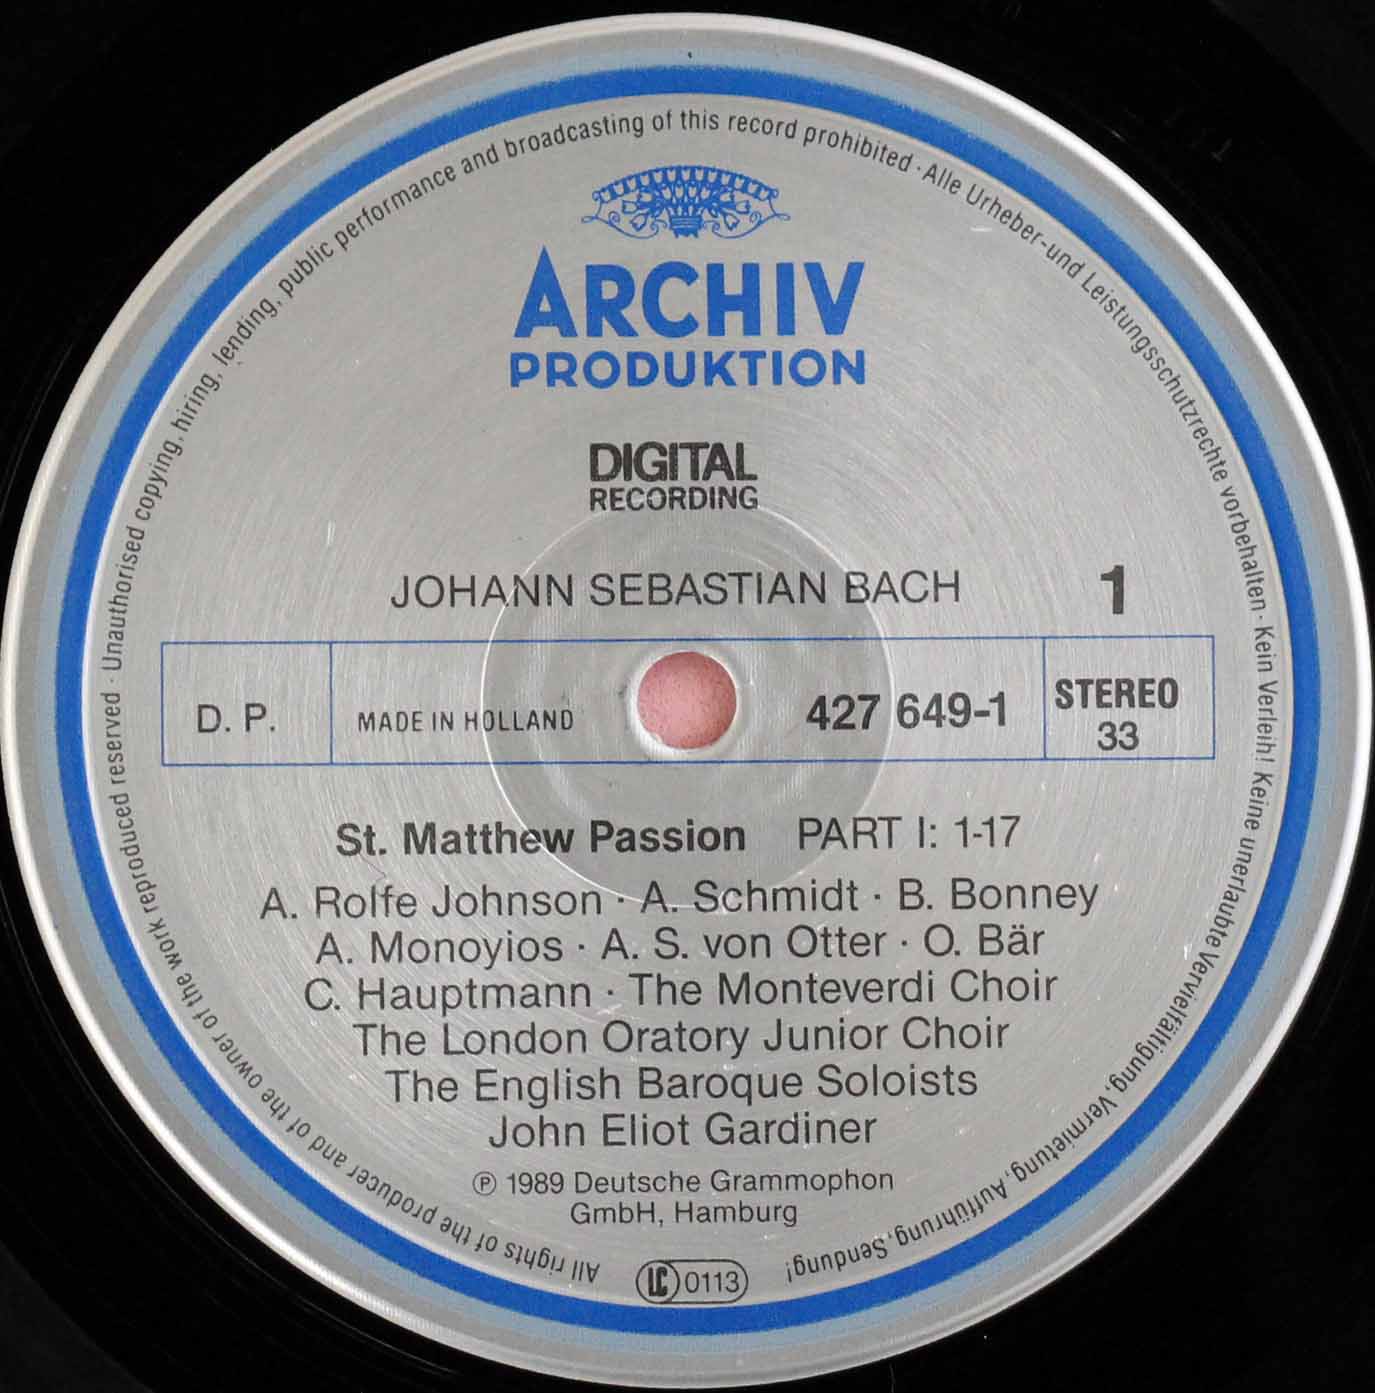 All rights of the producer and of the owner of the work reproduced reserved · Unauthorised copying, hiring, lending, public performance and broadcasting of this record prohibited · Alle Urheber-und Leistungsschutzrechte vorbehalten · Kein Verleih! Keine unerlaubte Vervielfältigung, Vermietung, Aufführung, Sendung!
ARCHIV
PRODUKTION
DIGITAL
RECORDING
JOHANN SEBASTIAN BACH 1
D. P. MADE IN HOLLAND 427 649-1 STEREO
33
St. Matthew Passion PART I: 1-17
A. Rolfe Johnson · A. Schmidt · B. Bonney
A. Monoyios · A. S. von Otter · O. Bär
C. Hauptmann · The Monteverdi Choir
The London Oratory Junior Choir
The English Baroque Soloists
John Eliot Gardiner
℗ 1989 Deutsche Grammophon
GmbH, Hamburg
LC 0113